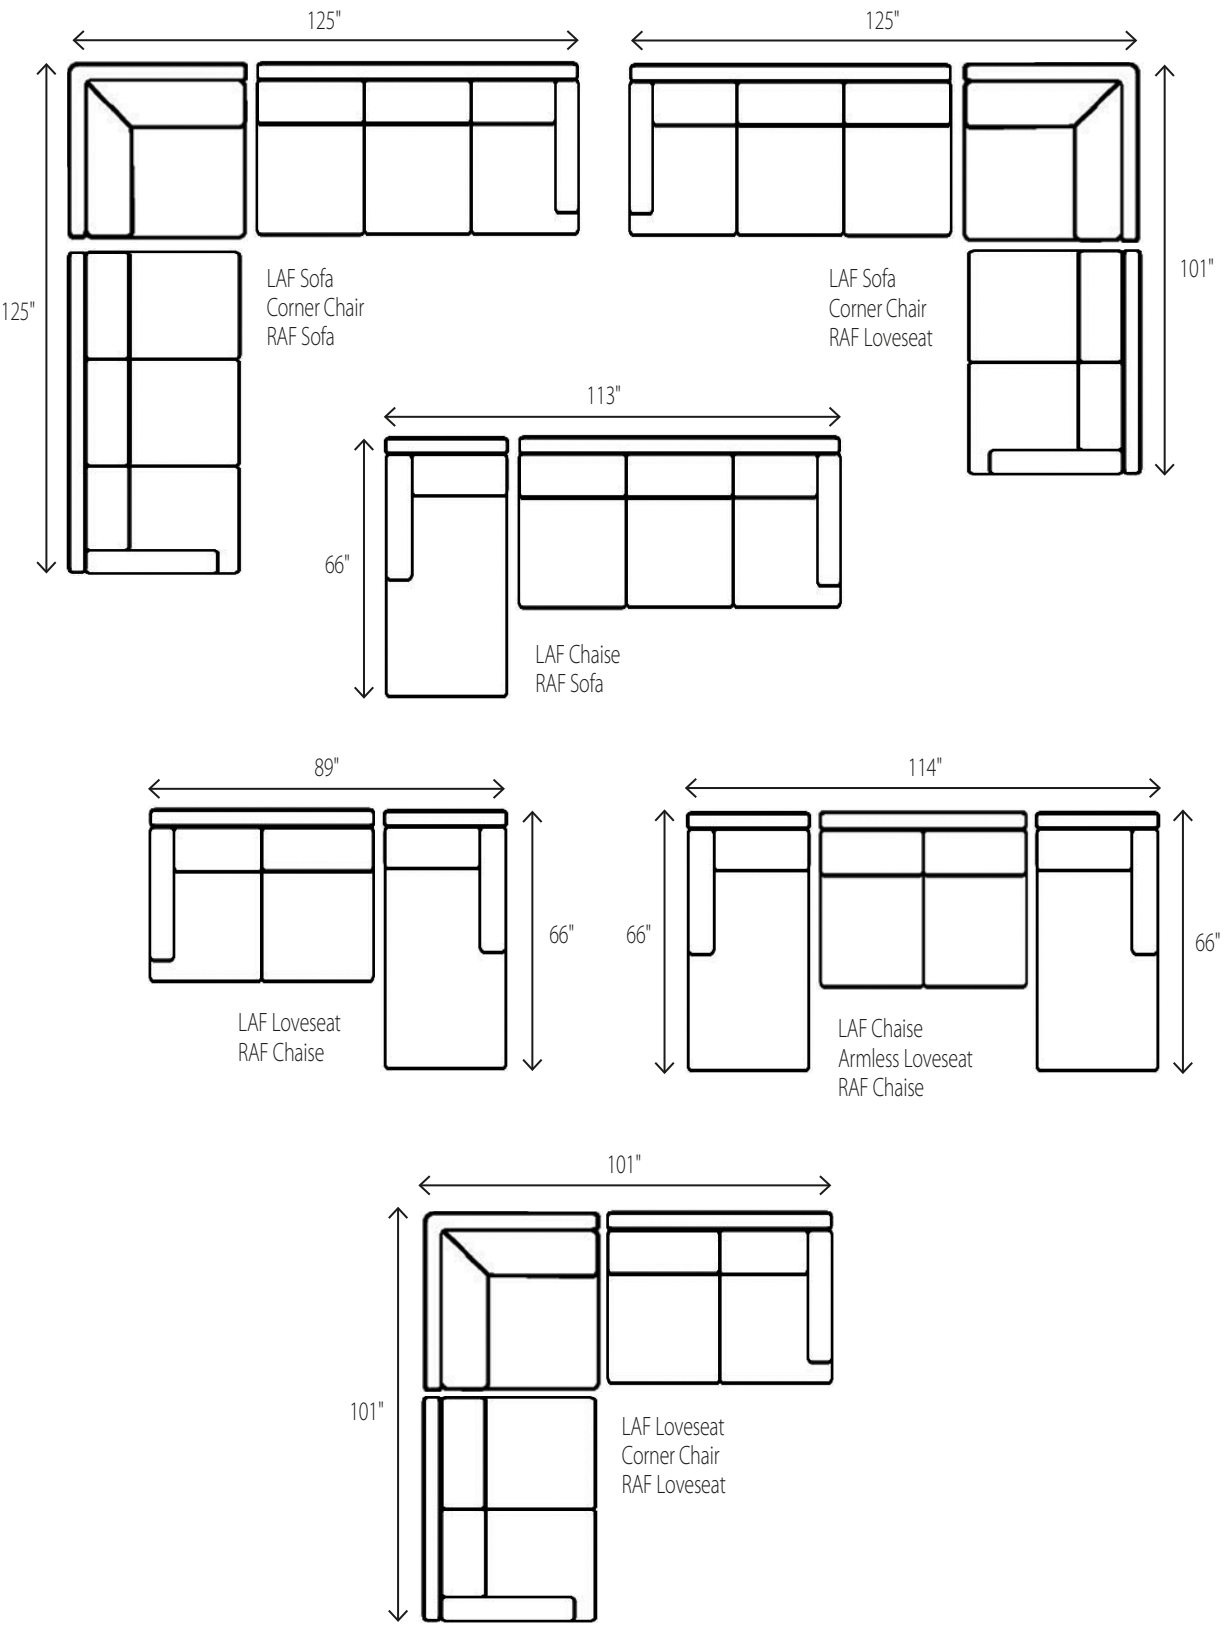 125"
125"
125"
101"
LAF Sofa
Corner Chair
RAF Sofa
LAF Sofa
Corner Chair
RAF Loveseat
113"
66"
LAF Chaise
RAF Sofa
89"
66"
LAF Loveseat
RAF Chaise
114"
66"
66"
LAF Chaise
Armless Loveseat
RAF Chaise
101"
101"
LAF Loveseat
Corner Chair
RAF Loveseat